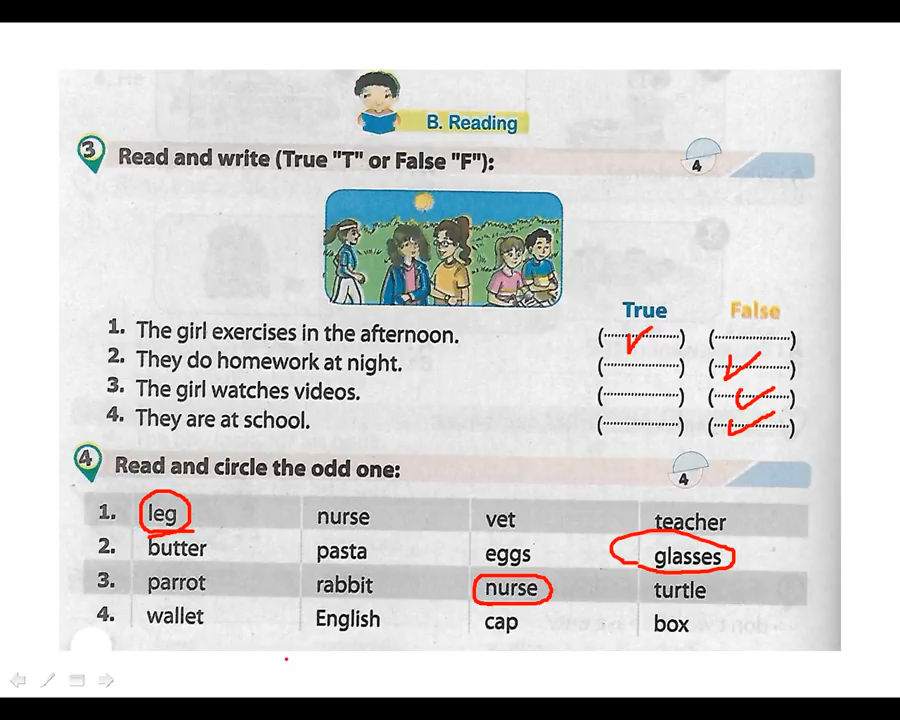 B. Reading
3 Read and write (True "T" or False "F"):
4
True False
1. The girl exercises in the afternoon. (..................) (..................)
2. They do homework at night. (..................) (..................)
3. The girl watches videos. (..................) (..................)
4. They are at school. (..................) (..................)
4 Read and circle the odd one:
4
1. leg nurse vet teacher
2. butter pasta eggs glasses
3. parrot rabbit nurse turtle
4. wallet English cap box